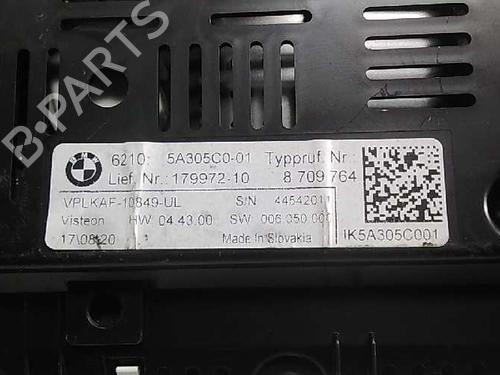 B-PARTS
BMW
6210: 5A305C0-01 Typpruf. Nr.:
Lief. Nr.: 179972-10 8 709 764
VPLKAF-10849-UL S/N 44542011
Visteon HW 04.43.00 SW 006.050.000
17\08\20 Made In Slovakia IK5A305C001